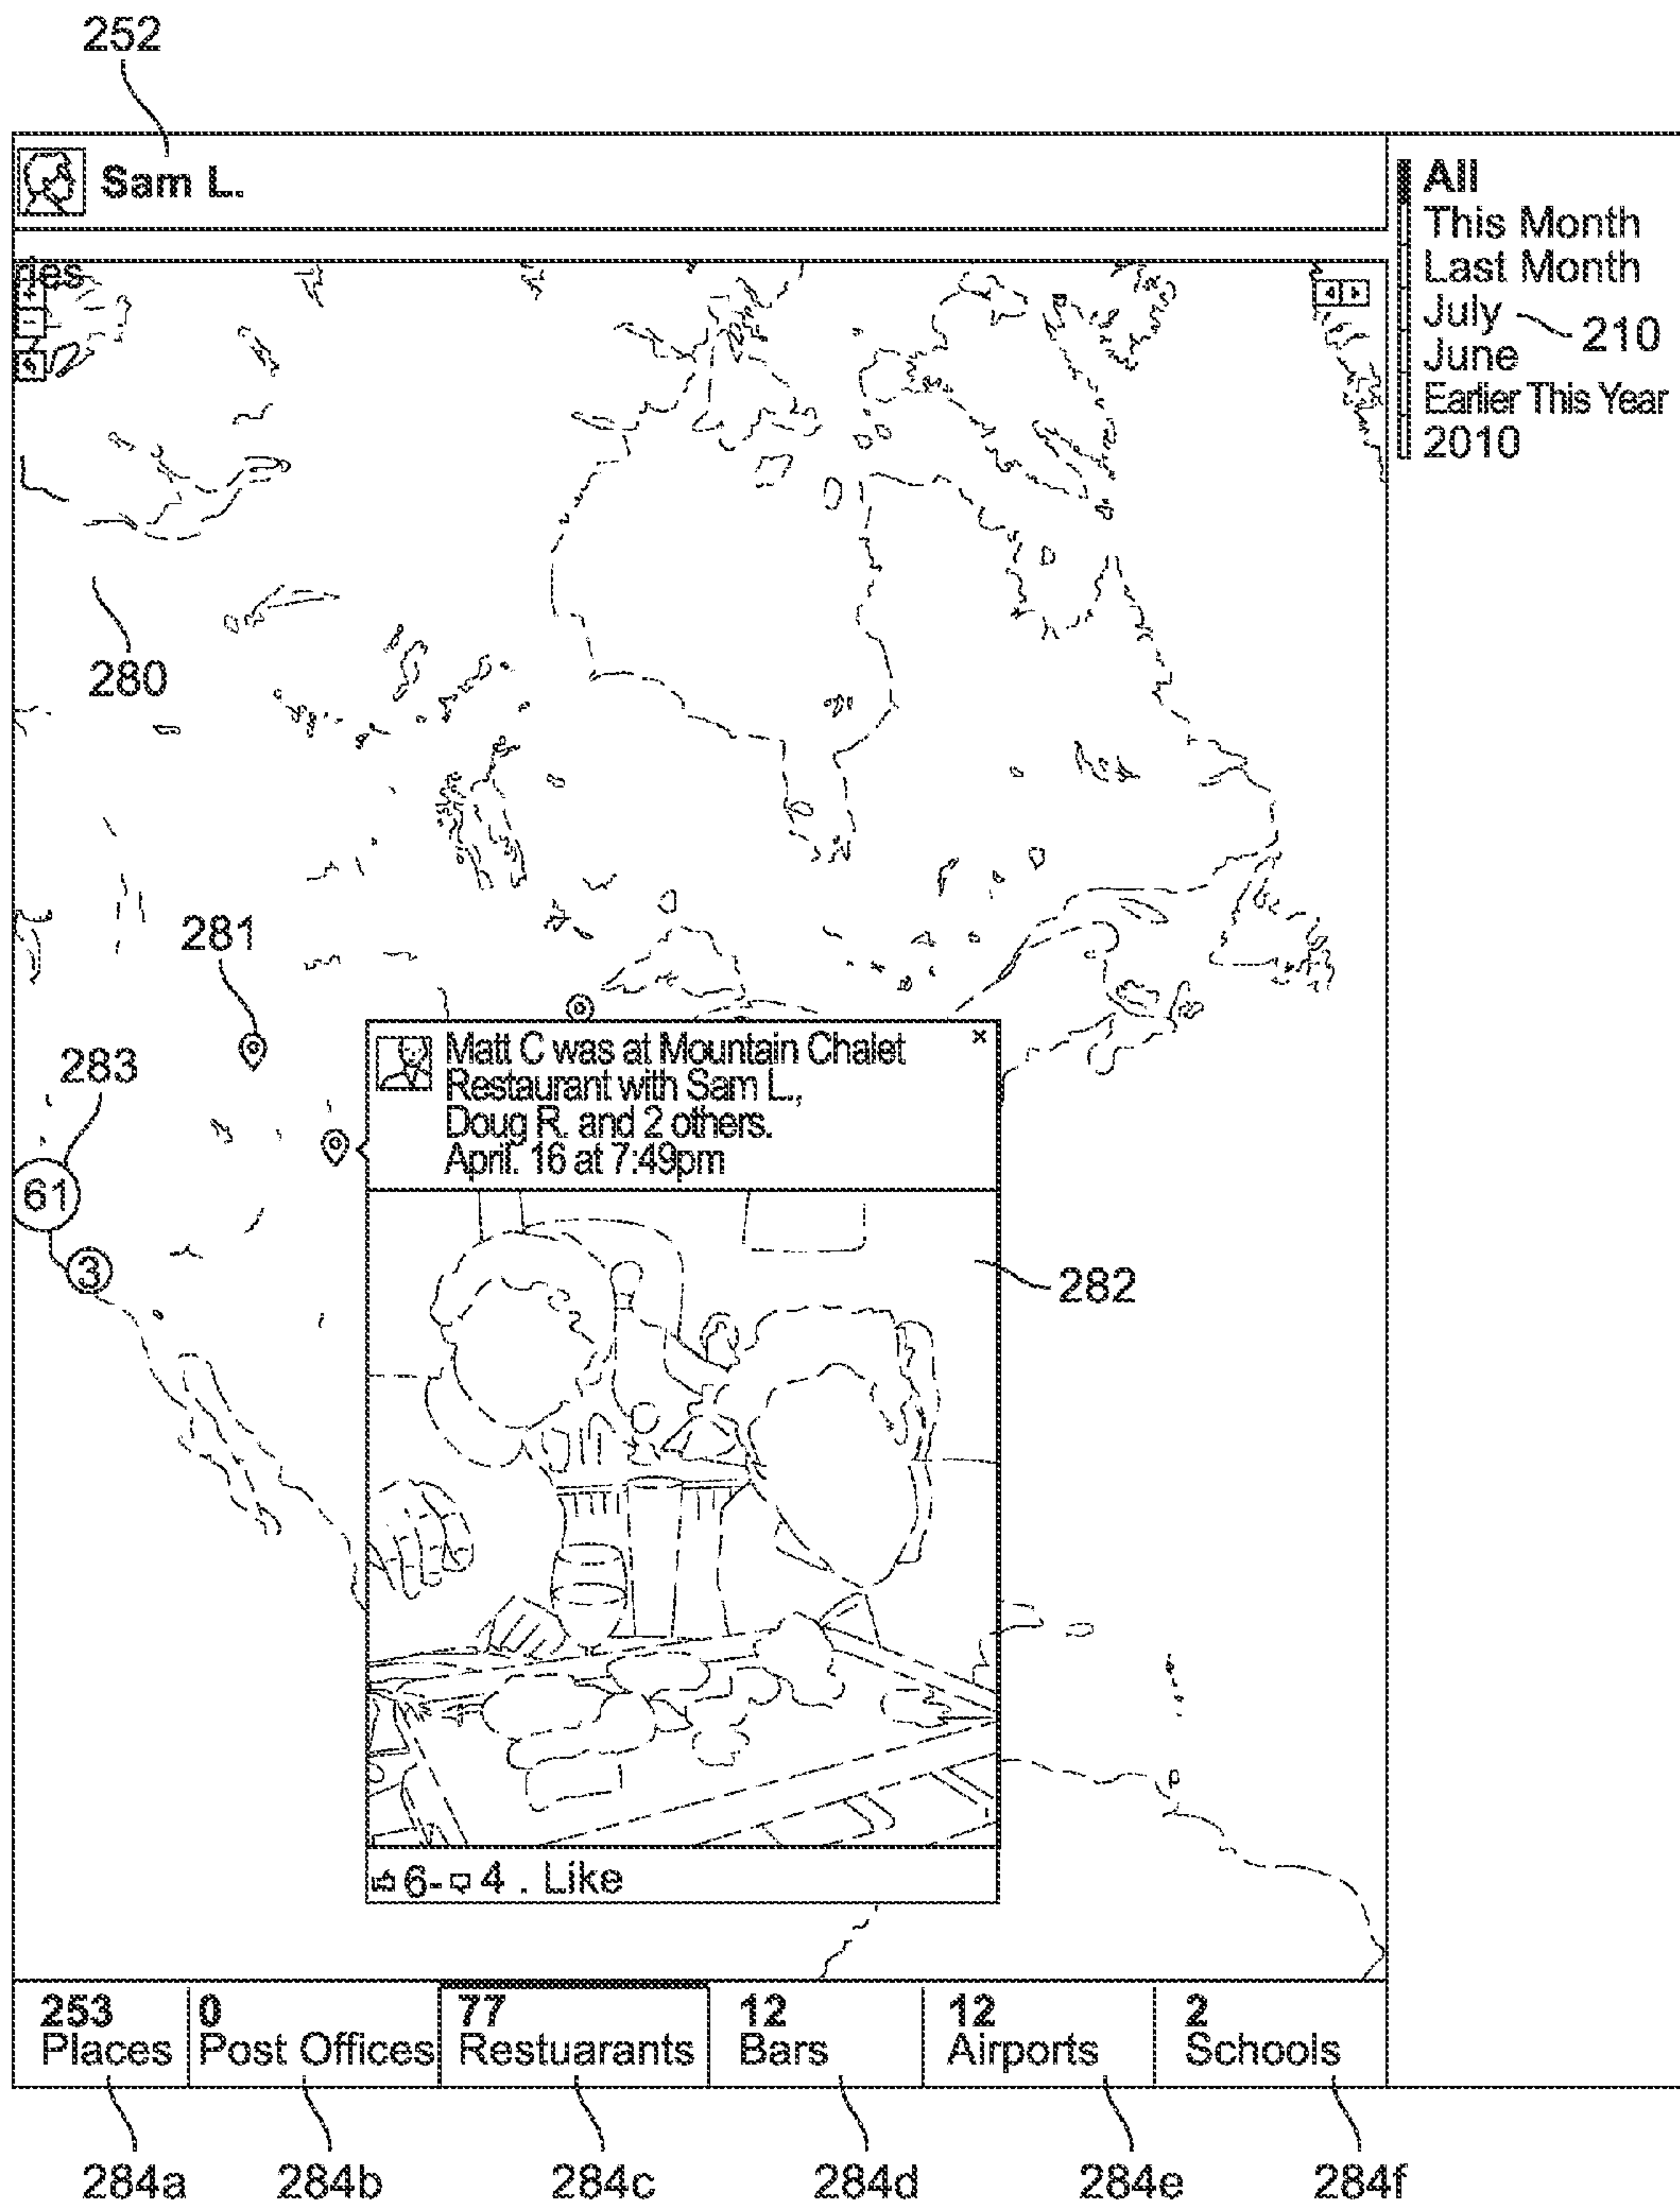 252
Sam L.
All
This Month
Last Month
July
210
June
Earlier This Year
2010
ries
280
281
283
61
3
Matt C was at Mountain Chalet
Restaurant with Sam L.,
Doug R. and 2 others.
April. 16 at 7:49pm
×
282
6-
4 . Like
253
Places
0
Post Offices
77
Restuarants
12
Bars
12
Airports
2
Schools
284a
284b
284c
284d
284e
284f